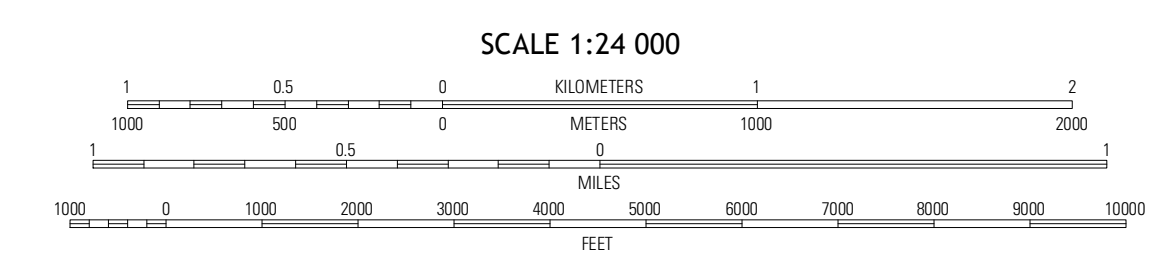 SCALE 1:24 000
1 0.5 0 KILOMETERS 1 2
1000 500 0 METERS 1000 2000
1 0.5 0 1
MILES
1000 0 1000 2000 3000 4000 5000 6000 7000 8000 9000 10000
FEET